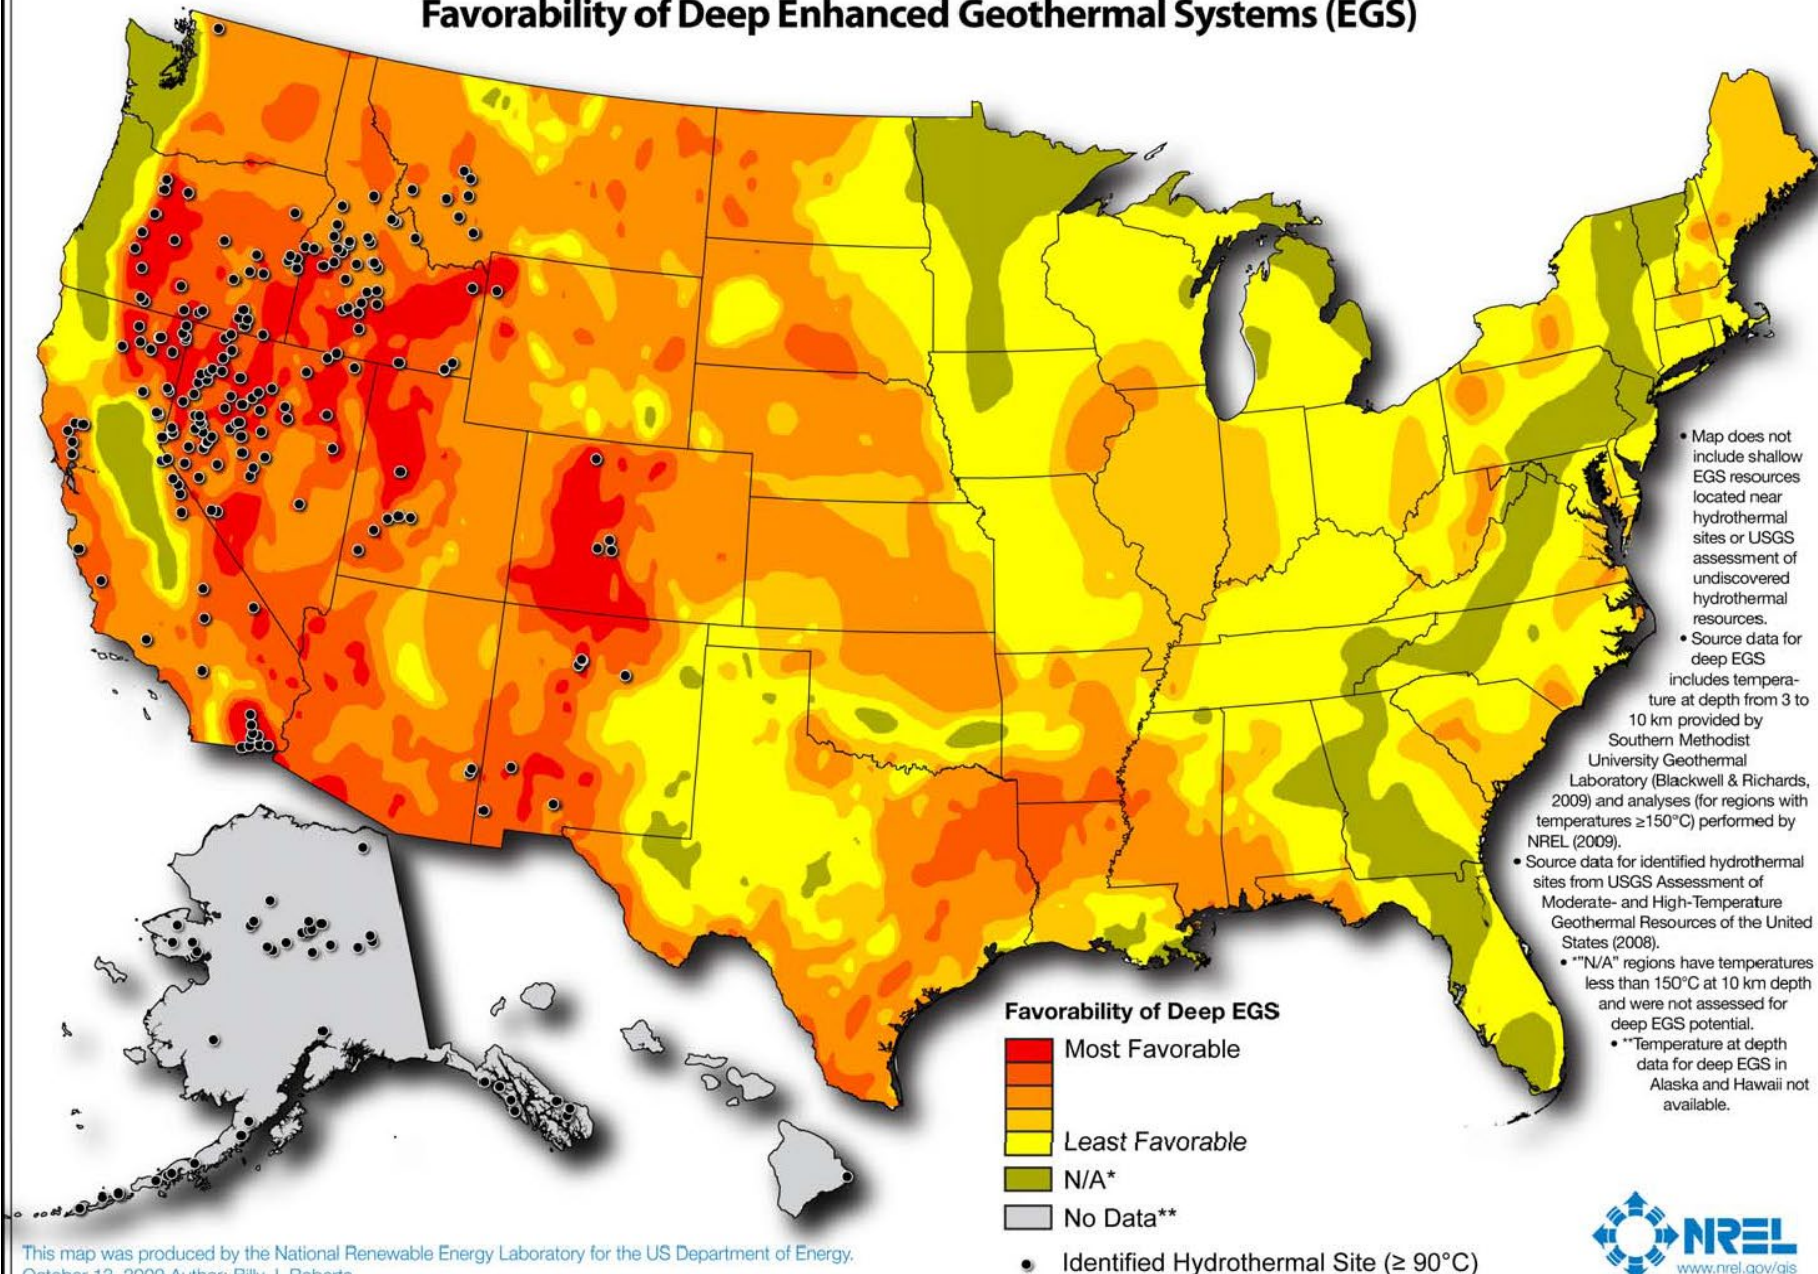 Favorability of Deep Enhanced Geothermal Systems (EGS)
• Map does not
include shallow
EGS resources
located near
hydrothermal
sites or USGS
assessment of
undiscovered
hydrothermal
resources.
• Source data for
deep EGS
includes tempera-
ture at depth from 3 to
10 km provided by
Southern Methodist
University Geothermal
Laboratory (Blackwell & Richards,
2009) and analyses (for regions with
temperatures ≥150°C) performed by
NREL (2009).
• Source data for identified hydrothermal
sites from USGS Assessment of
Moderate- and High-Temperature
Geothermal Resources of the United
States (2008).
• *"N/A" regions have temperatures
less than 150°C at 10 km depth
and were not assessed for
deep EGS potential.
• **Temperature at depth
data for deep EGS in
Alaska and Hawaii not
available.
Favorability of Deep EGS
Most Favorable
Least Favorable
N/A*
No Data**
Identified Hydrothermal Site (≥ 90°C)
This map was produced by the National Renewable Energy Laboratory for the US Department of Energy.
October 13, 2009 Author: Billy J. Roberts
NREL
www.nrel.gov/gis